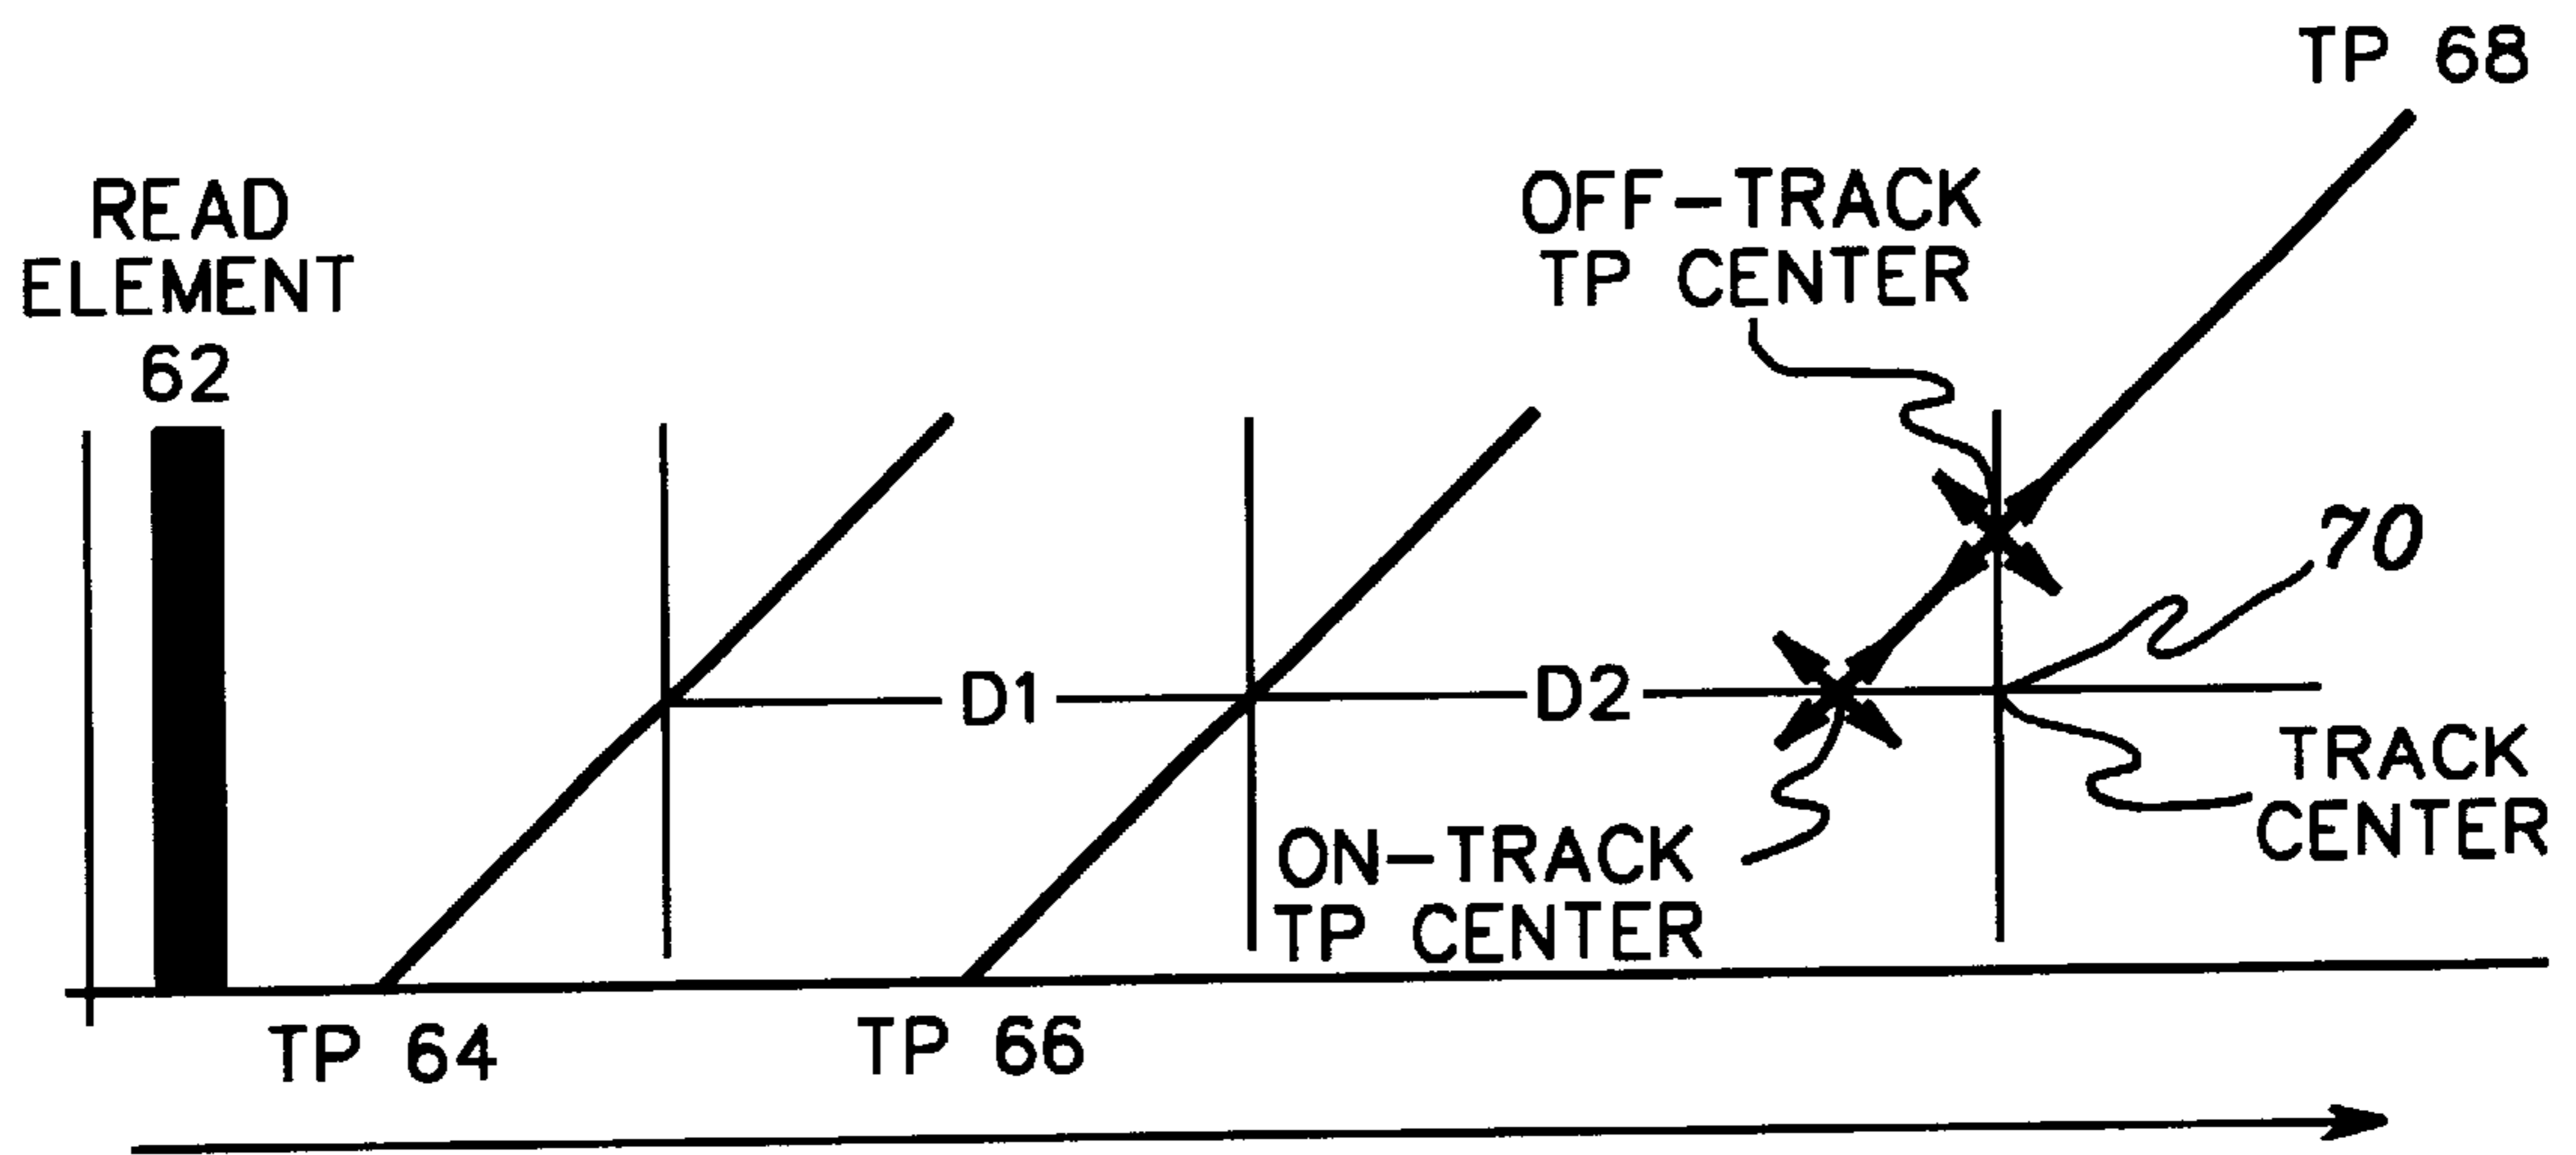 TP 68
OFF-TRACK
TP CENTER
READ
ELEMENT
62
70
D1
D2
TRACK
CENTER
ON-TRACK
TP CENTER
TP 64
TP 66